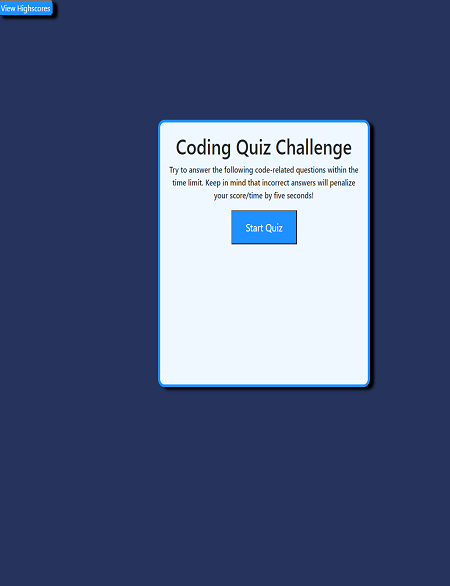 View Highscores
Coding Quiz Challenge
Try to answer the following code-related questions within the
time limit. Keep in mind that incorrect answers will penalize
your score/time by five seconds!
Start Quiz